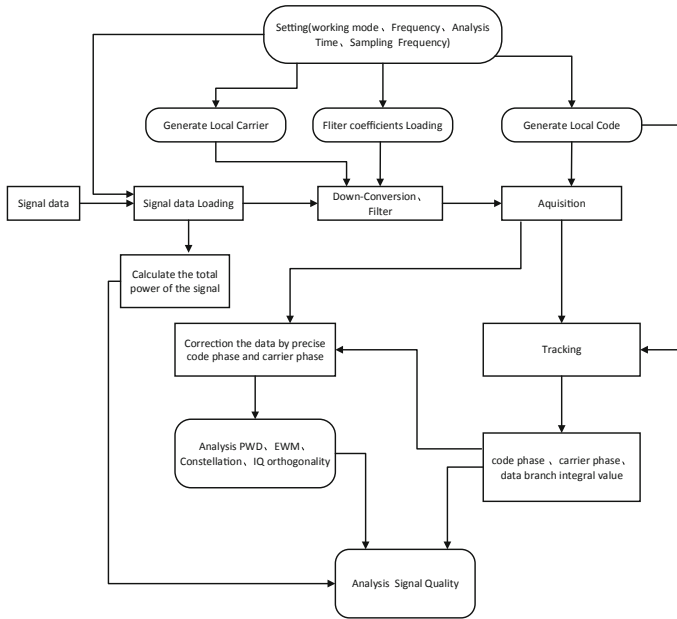 Setting(working mode、Frequency、Analysis
Time、Sampling Frequency)
Generate Local Carrier
Fliter coefficients Loading
Generate Local Code
Signal data
Signal data Loading
Down-Conversion、
Filter
Aquisition
Calculate the total
power of the signal
Correction the data by precise
code phase and carrier phase
Tracking
Analysis PWD、EWM、
Constellation、IQ orthogonality
code phase 、carrier phase、
data branch integral value
Analysis Signal Quality